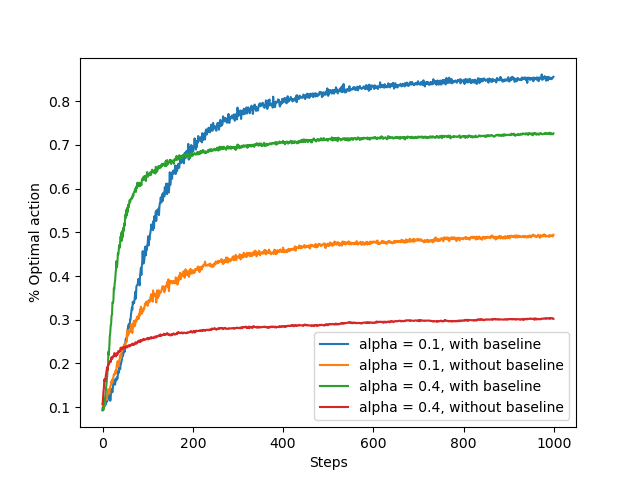 0.8
0.7
0.6
0.5
0.4
0.3
0.2
0.1
% Optimal action
alpha = 0.1, with baseline
alpha = 0.1, without baseline
alpha = 0.4, with baseline
alpha = 0.4, without baseline
0 200 400 600 800 1000
Steps